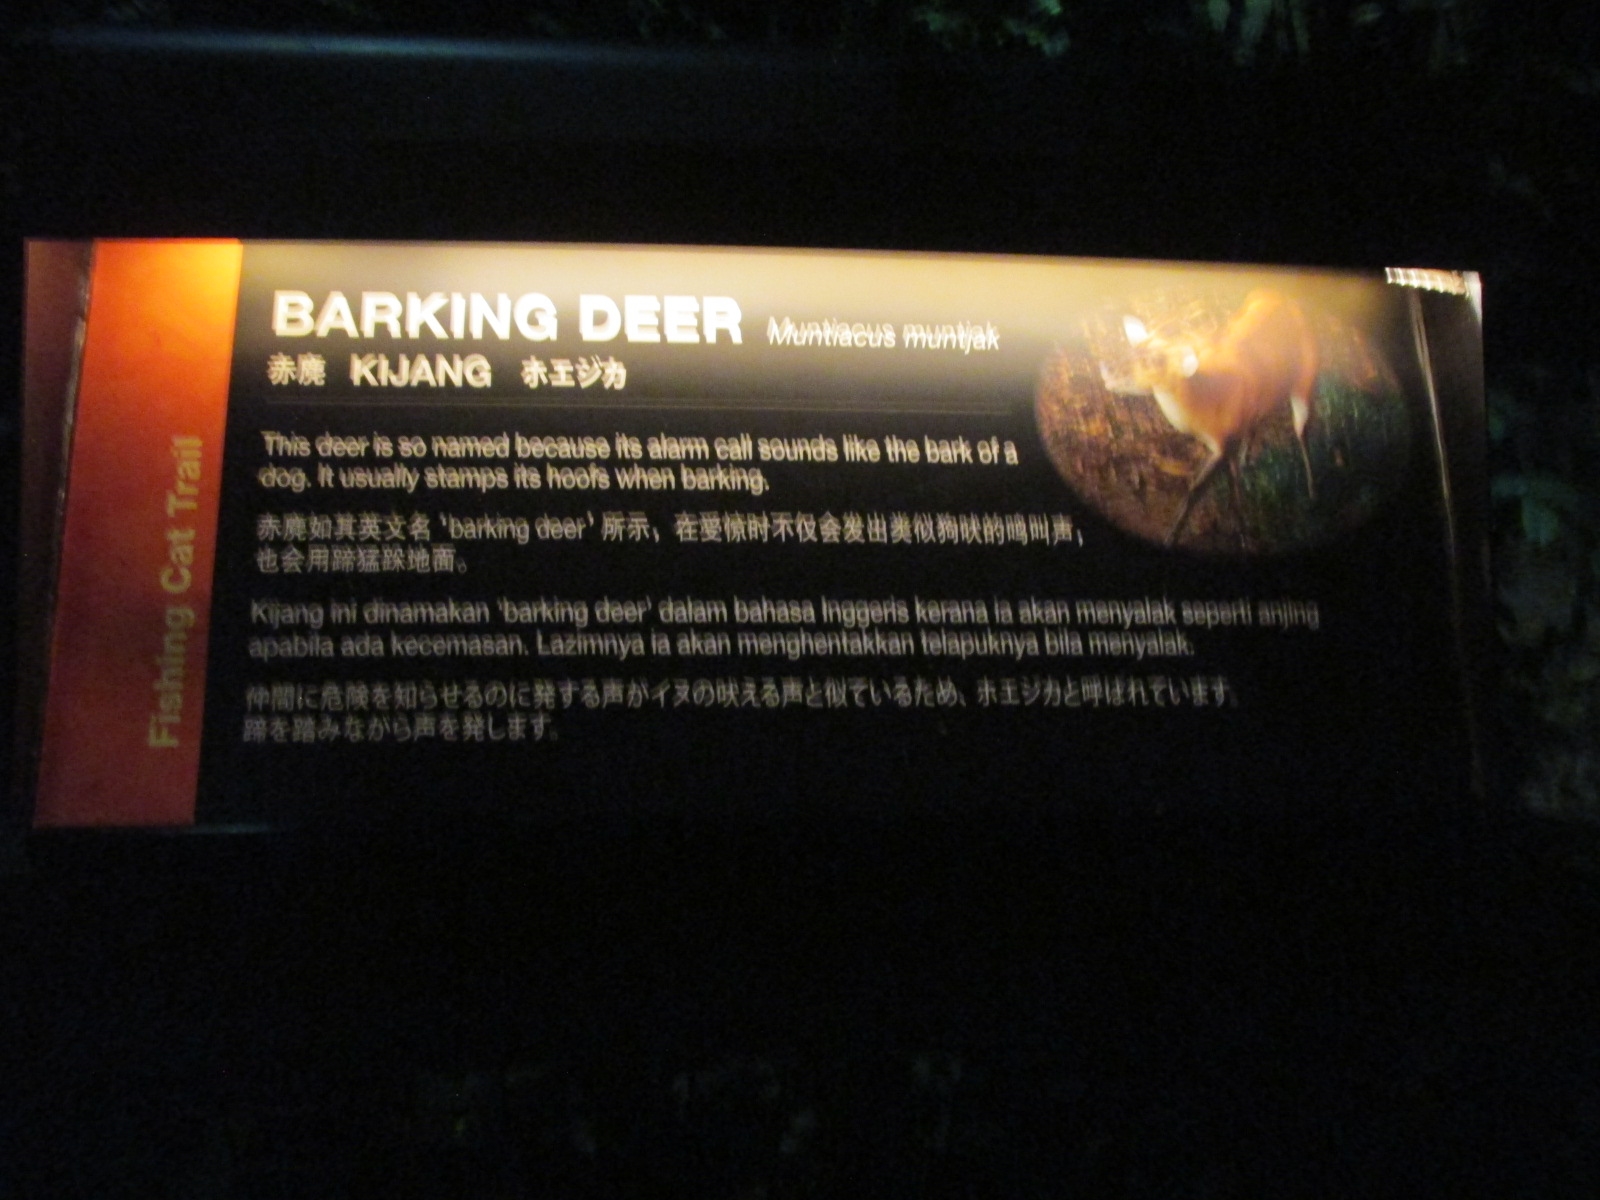 BARKING DEER Muntiacus muntjak
赤麂 KIJANG ホエジカ
This deer is so named because its alarm call sounds like the bark of a
dog. It usually stamps its hoofs when barking.
赤麂如其英文名 'barking deer' 所示，在受惊时不仅会发出类似狗吠的鸣叫声，
也会用蹄猛跺地面。
Kijang ini dinamakan 'barking deer' dalam bahasa Inggeris kerana ia akan menyalak seperti anjing
apabila ada kecemasan. Lazimnya ia akan menghentakkan telapuknya bila menyalak.
仲間に危険を知らせるのに発する声がイヌの吠える声と似ているため、ホエジカと呼ばれています。
蹄を踏みながら声を発します。
Fishing Cat Trail